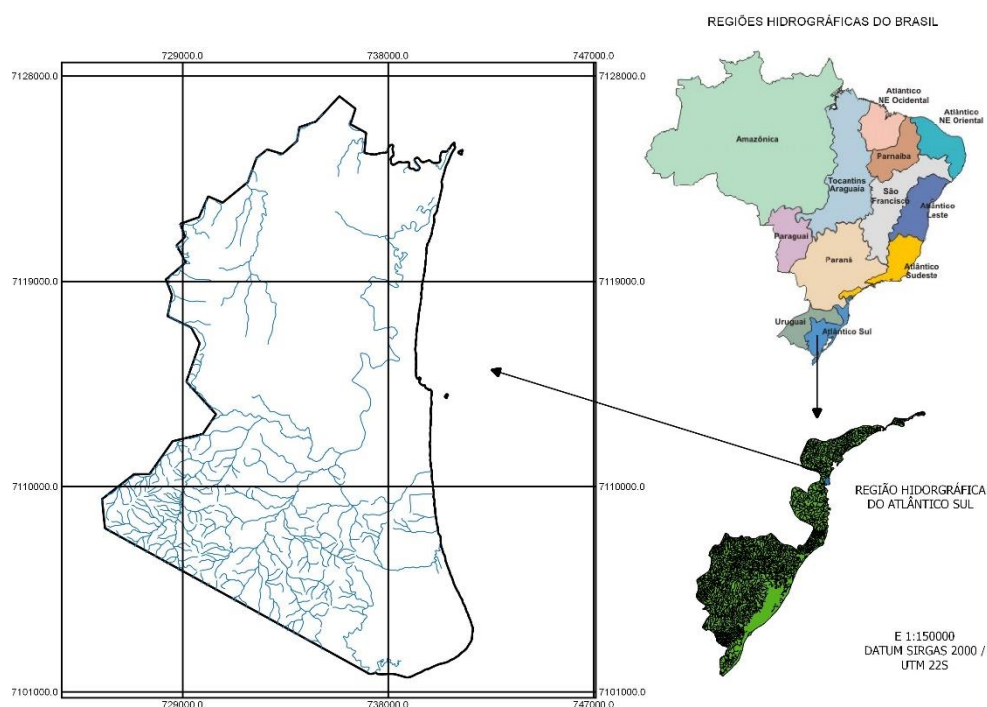 REGIÕES HIDROGRÁFICAS DO BRASIL
729000.0 738000.0 747000.0
7128000.0 7128000.0
7119000.0 7119000.0
7110000.0 7110000.0
7101000.0 7101000.0
729000.0 738000.0 747000.0
Atlântico
NE Ocidental
Atlântico
NE Oriental
Amazônica
Parnaíba
Tocantins
Araguaia
São
Francisco
Atlântico
Leste
Paraguai
Paraná
Atlântico
Sudeste
Uruguai
Atlântico Sul
REGIÃO HIDORGRÁFICA
DO ATLÂNTICO SUL
E 1:150000
DATUM SIRGAS 2000 /
UTM 22S